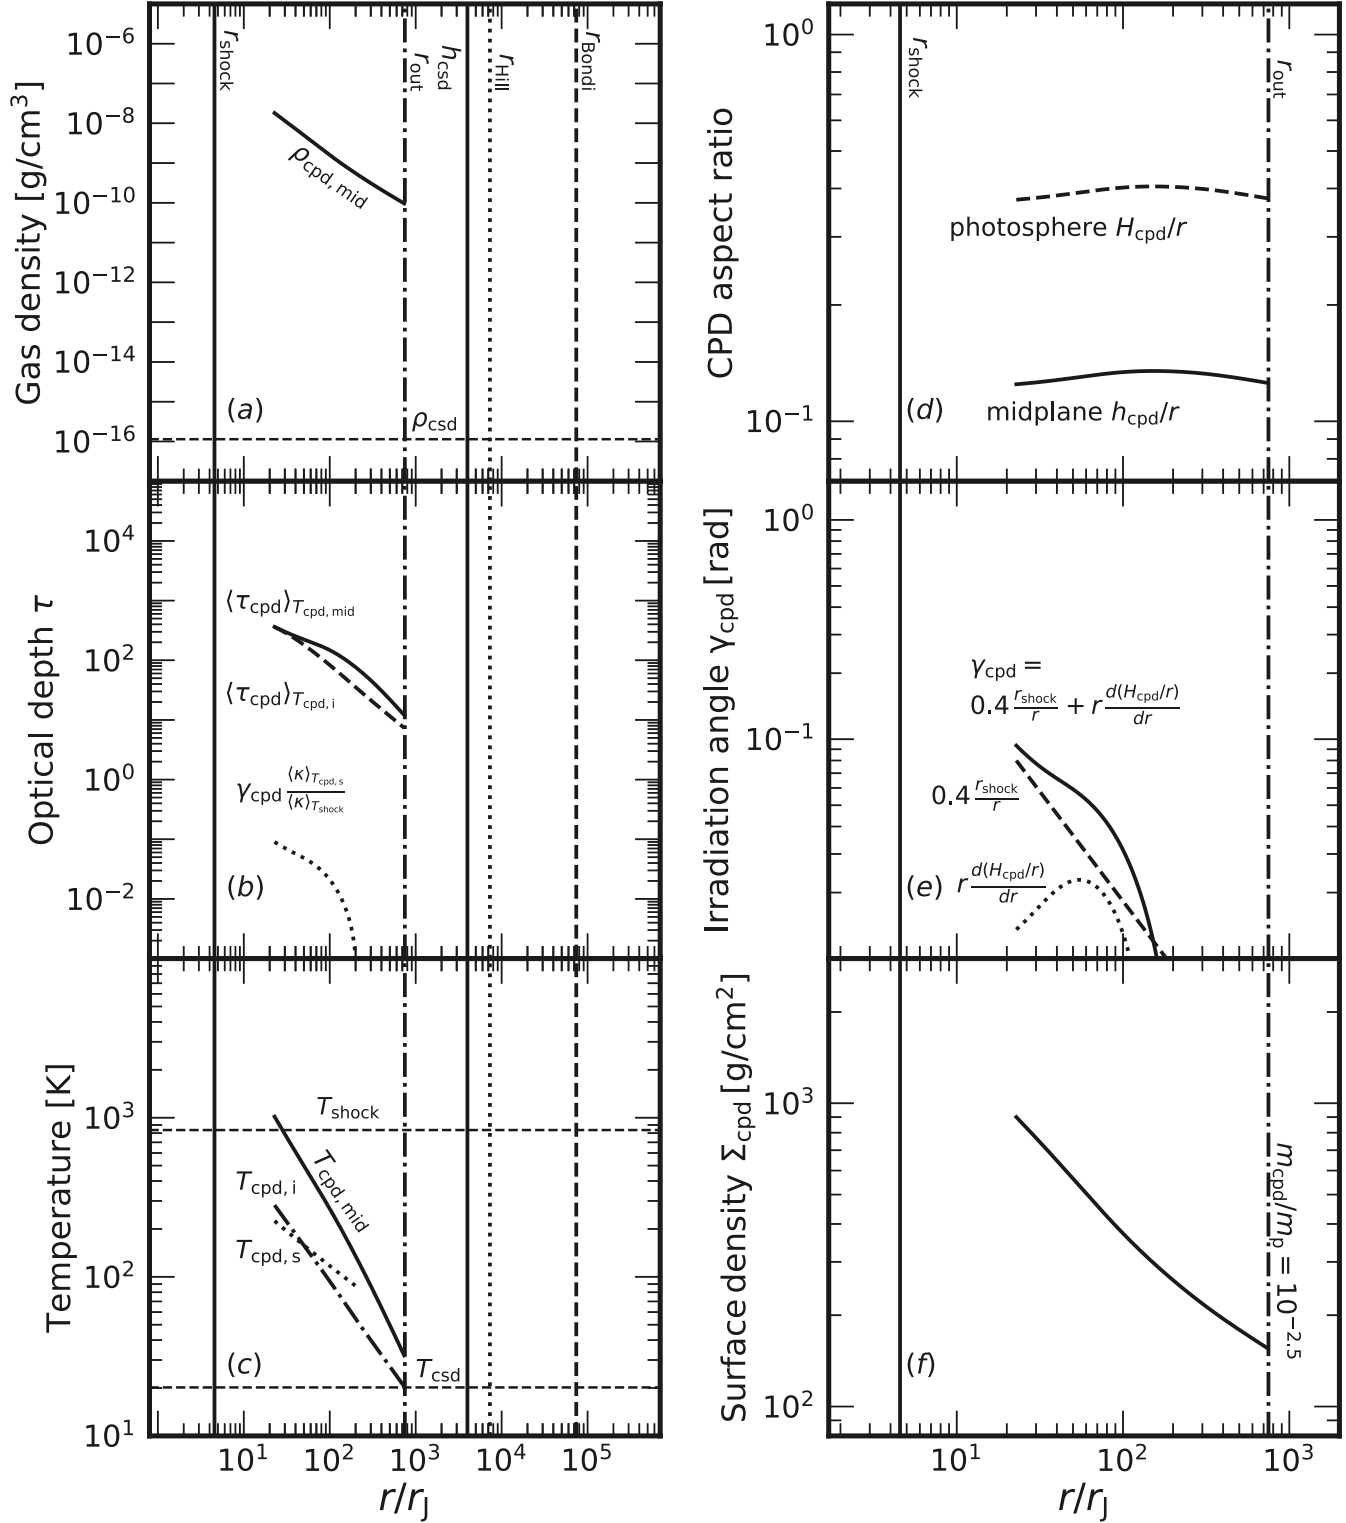 Gas density [g/cm³]
10⁻⁶
10⁻⁸
10⁻¹⁰
10⁻¹²
10⁻¹⁴
10⁻¹⁶
r_shock
r_out
h_csd
r_Hill
r_Bondi
ρ_cpd, mid
(a)
ρ_csd
Optical depth τ
10⁴
10²
10⁰
10⁻²
⟨τ_cpd⟩_T_cpd, mid
⟨τ_cpd⟩_T_cpd, i
γ_cpd ⟨κ⟩_T_cpd, s / ⟨κ⟩_T_shock
(b)
Temperature [K]
10³
10²
10¹
T_shock
T_cpd, mid
T_cpd, i
T_cpd, s
(c)
T_csd
10¹ 10² 10³ 10⁴ 10⁵
r/r_J
CPD aspect ratio
10⁰
10⁻¹
r_shock
r_out
photosphere H_cpd/r
(d)
midplane h_cpd/r
Irradiation angle γ_cpd [rad]
10⁰
10⁻¹
γ_cpd =
0.4 r_shock/r + r d(H_cpd/r)/dr
0.4 r_shock/r
(e) r d(H_cpd/r)/dr
Surface density Σ_cpd [g/cm²]
10³
10²
m_cpd/m_p = 10⁻²·⁵
(f)
10¹ 10² 10³
r/r_J